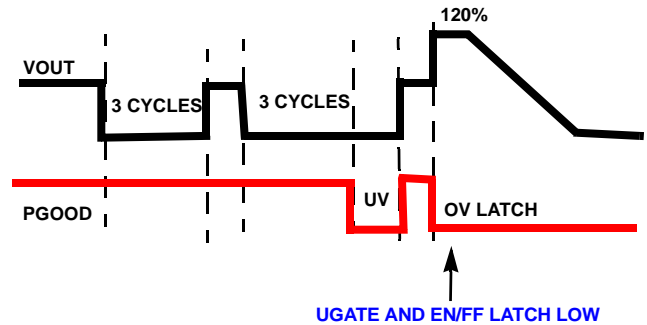 120%
VOUT
3 CYCLES
3 CYCLES
PGOOD
UV
OV LATCH
UGATE AND EN/FF LATCH LOW